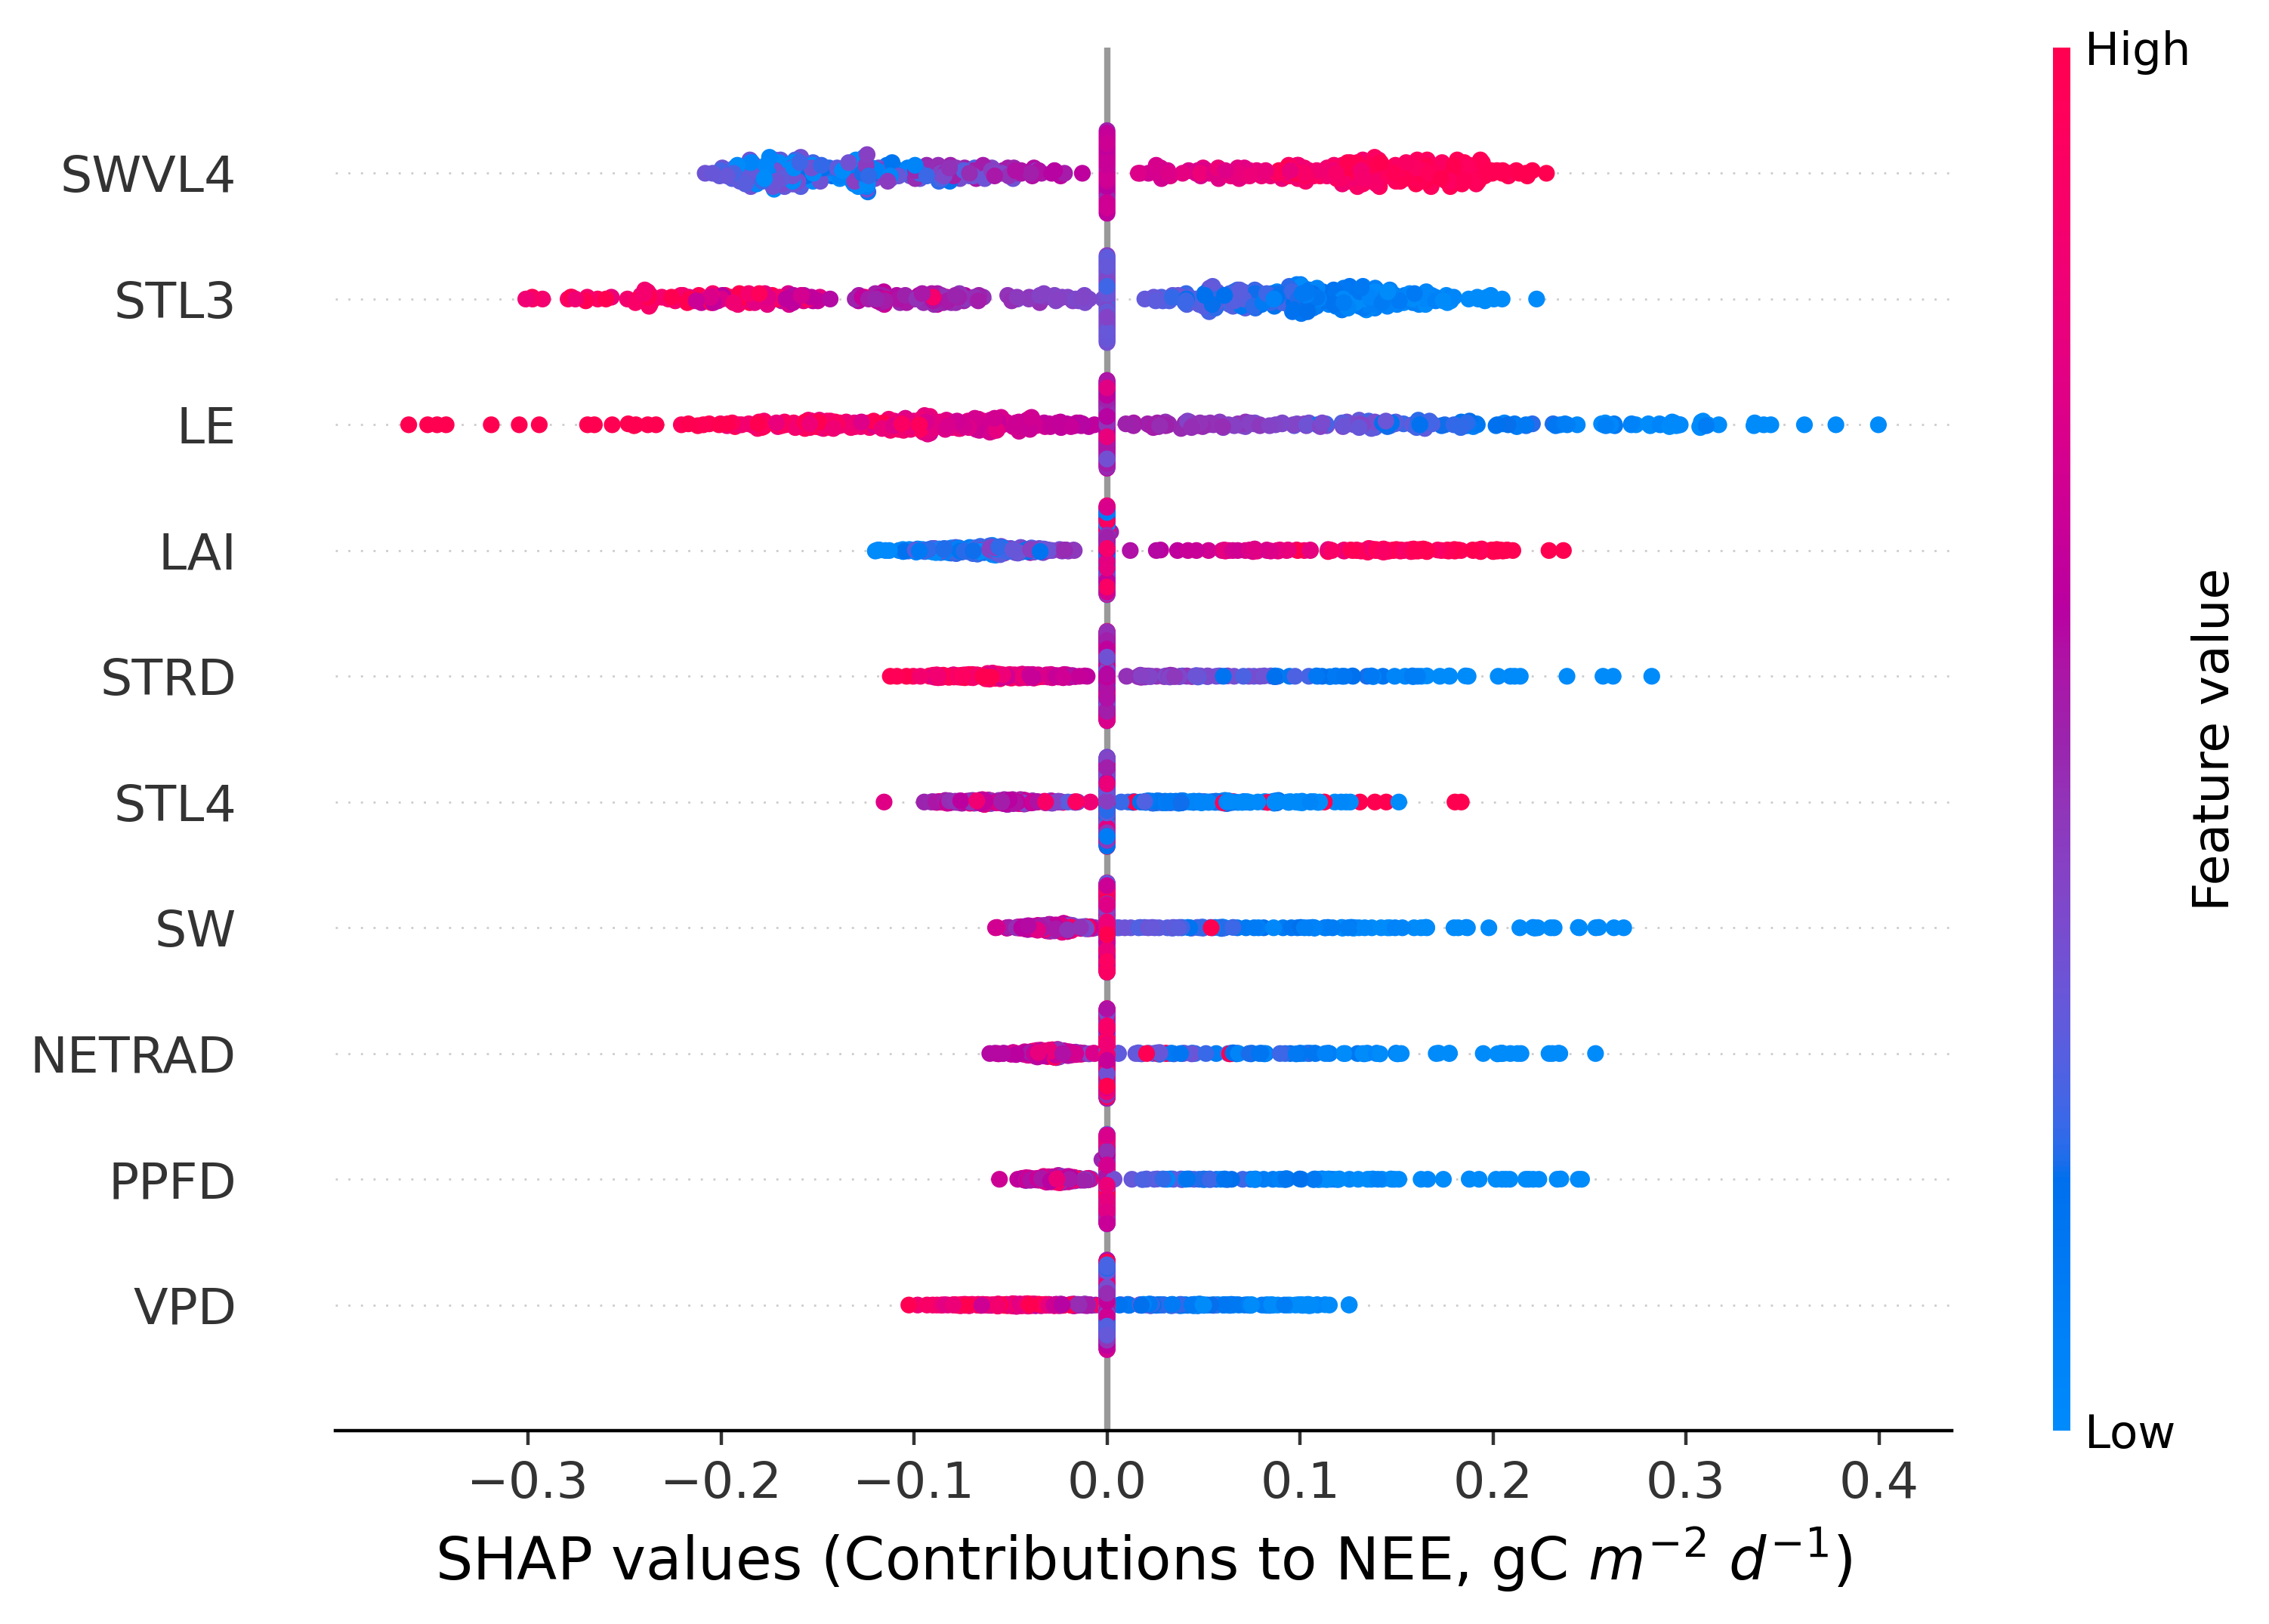 High
SWVL4
STL3
LE
LAI
STRD
STL4
SW
NETRAD
PPFD
VPD
Feature value
Low
−0.3 −0.2 −0.1 0.0 0.1 0.2 0.3 0.4
SHAP values (Contributions to NEE, gC m⁻² d⁻¹)